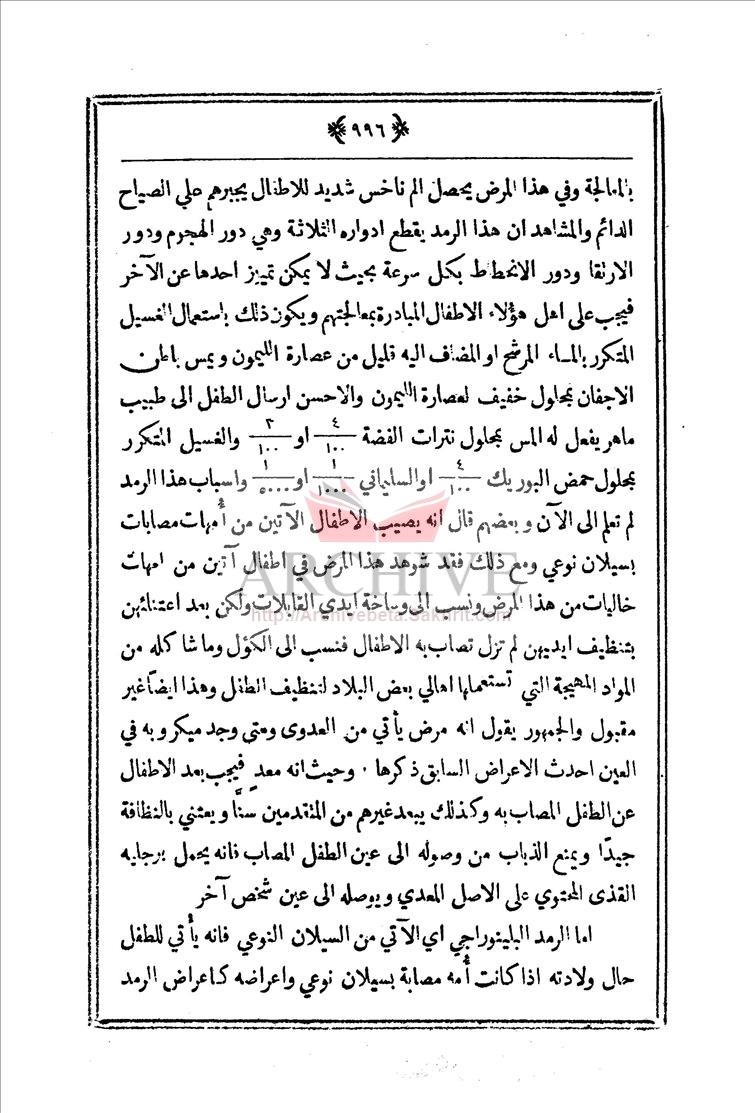 ﴿ ٩٩٦ ﴾
بالمعالجة وفي هذا المرض يحصل الم ناخس شديد للاطفال يجبرهم على الصياح
الدائم والمشاهد ان هذا الرمد يقطع ادواره الثلاثة وهي دور الهجوم ودور
الارتقا ودور الانحطاط بكل سرعة بحيث لا يمكن تمييز احدها عن الآخر
فيجب على اهل هؤلاء الاطفال المبادرة بمعالجتهم ويكون ذلك باستعمال الغسيل
المتكرر بالماء المرشح او المضاف اليه قليل من عصارة الليمون ويمس باطن
الاجفان بمحلول خفيف لعصارة الليمون والاحسن ارسال الطفل الى طبيب
ماهر يفعل له المس بمحلول نترات الفضة ٤/١٠٠ او ٣/١٠٠ والغسيل المتكرر
بمحلول حمض البوريك ٤/١٠٠ او السليماني ١/١٠٠٠ او ١/٥٠٠٠ واسباب هذا الرمد
لم تعلم الى الآن وبعضهم قال انه يصيب الاطفال الآتين من أمهات مصابات
بسيلان نوعي ومع ذلك فقد شوهد هذا المرض في اطفال آتين من امهات
خاليات من هذا المرض ونسب الى وساخة ايدي القابلات ولكن بعد اعتنائهن
بتنظيف ايديهن لم تزل تصاب به الاطفال فنسب الى الكؤل وما شاكله من
المواد المهيجة التي تستعملها اهالي بعض البلاد لتنظيف الطفل وهذا ايضاً غير
مقبول والجمهور يقول انه مرض يأتي من العدوى ومتى وجد ميكروبه في
العين احدث الاعراض السابق ذكرها ٠ وحيث انه معدٍ فيجب بعد الاطفال
عن الطفل المصاب به وكذلك يبعد غيرهم من المتقدمين سنًّا ويعتني بالنظافة
جيدًا ويمنع الذباب من وصوله الى عين الطفل المصاب فانه يحمل برجليه
القذى المحتوي على الاصل المعدي ويوصله الى عين شخص آخر
اما الرمد البلينوراجي اي الآتي من السيلان النوعي فانه يأتي للطفل
حال ولادته اذا كانت أمه مصابة بسيلان نوعي واعراضه كاعراض الرمد
ARCHIVE
http://Archivebeta.Sakhrit.com